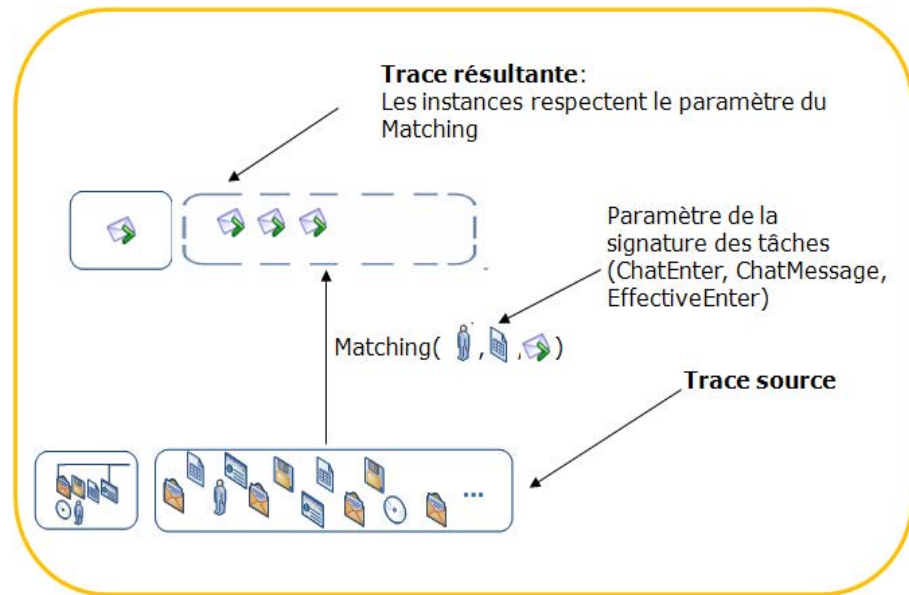 Trace résultante:
Les instances respectent le paramètre du
Matching
Paramètre de la
signature des tâches
(ChatEnter, ChatMessage,
EffectiveEnter)
Matching( , , )
Trace source
...